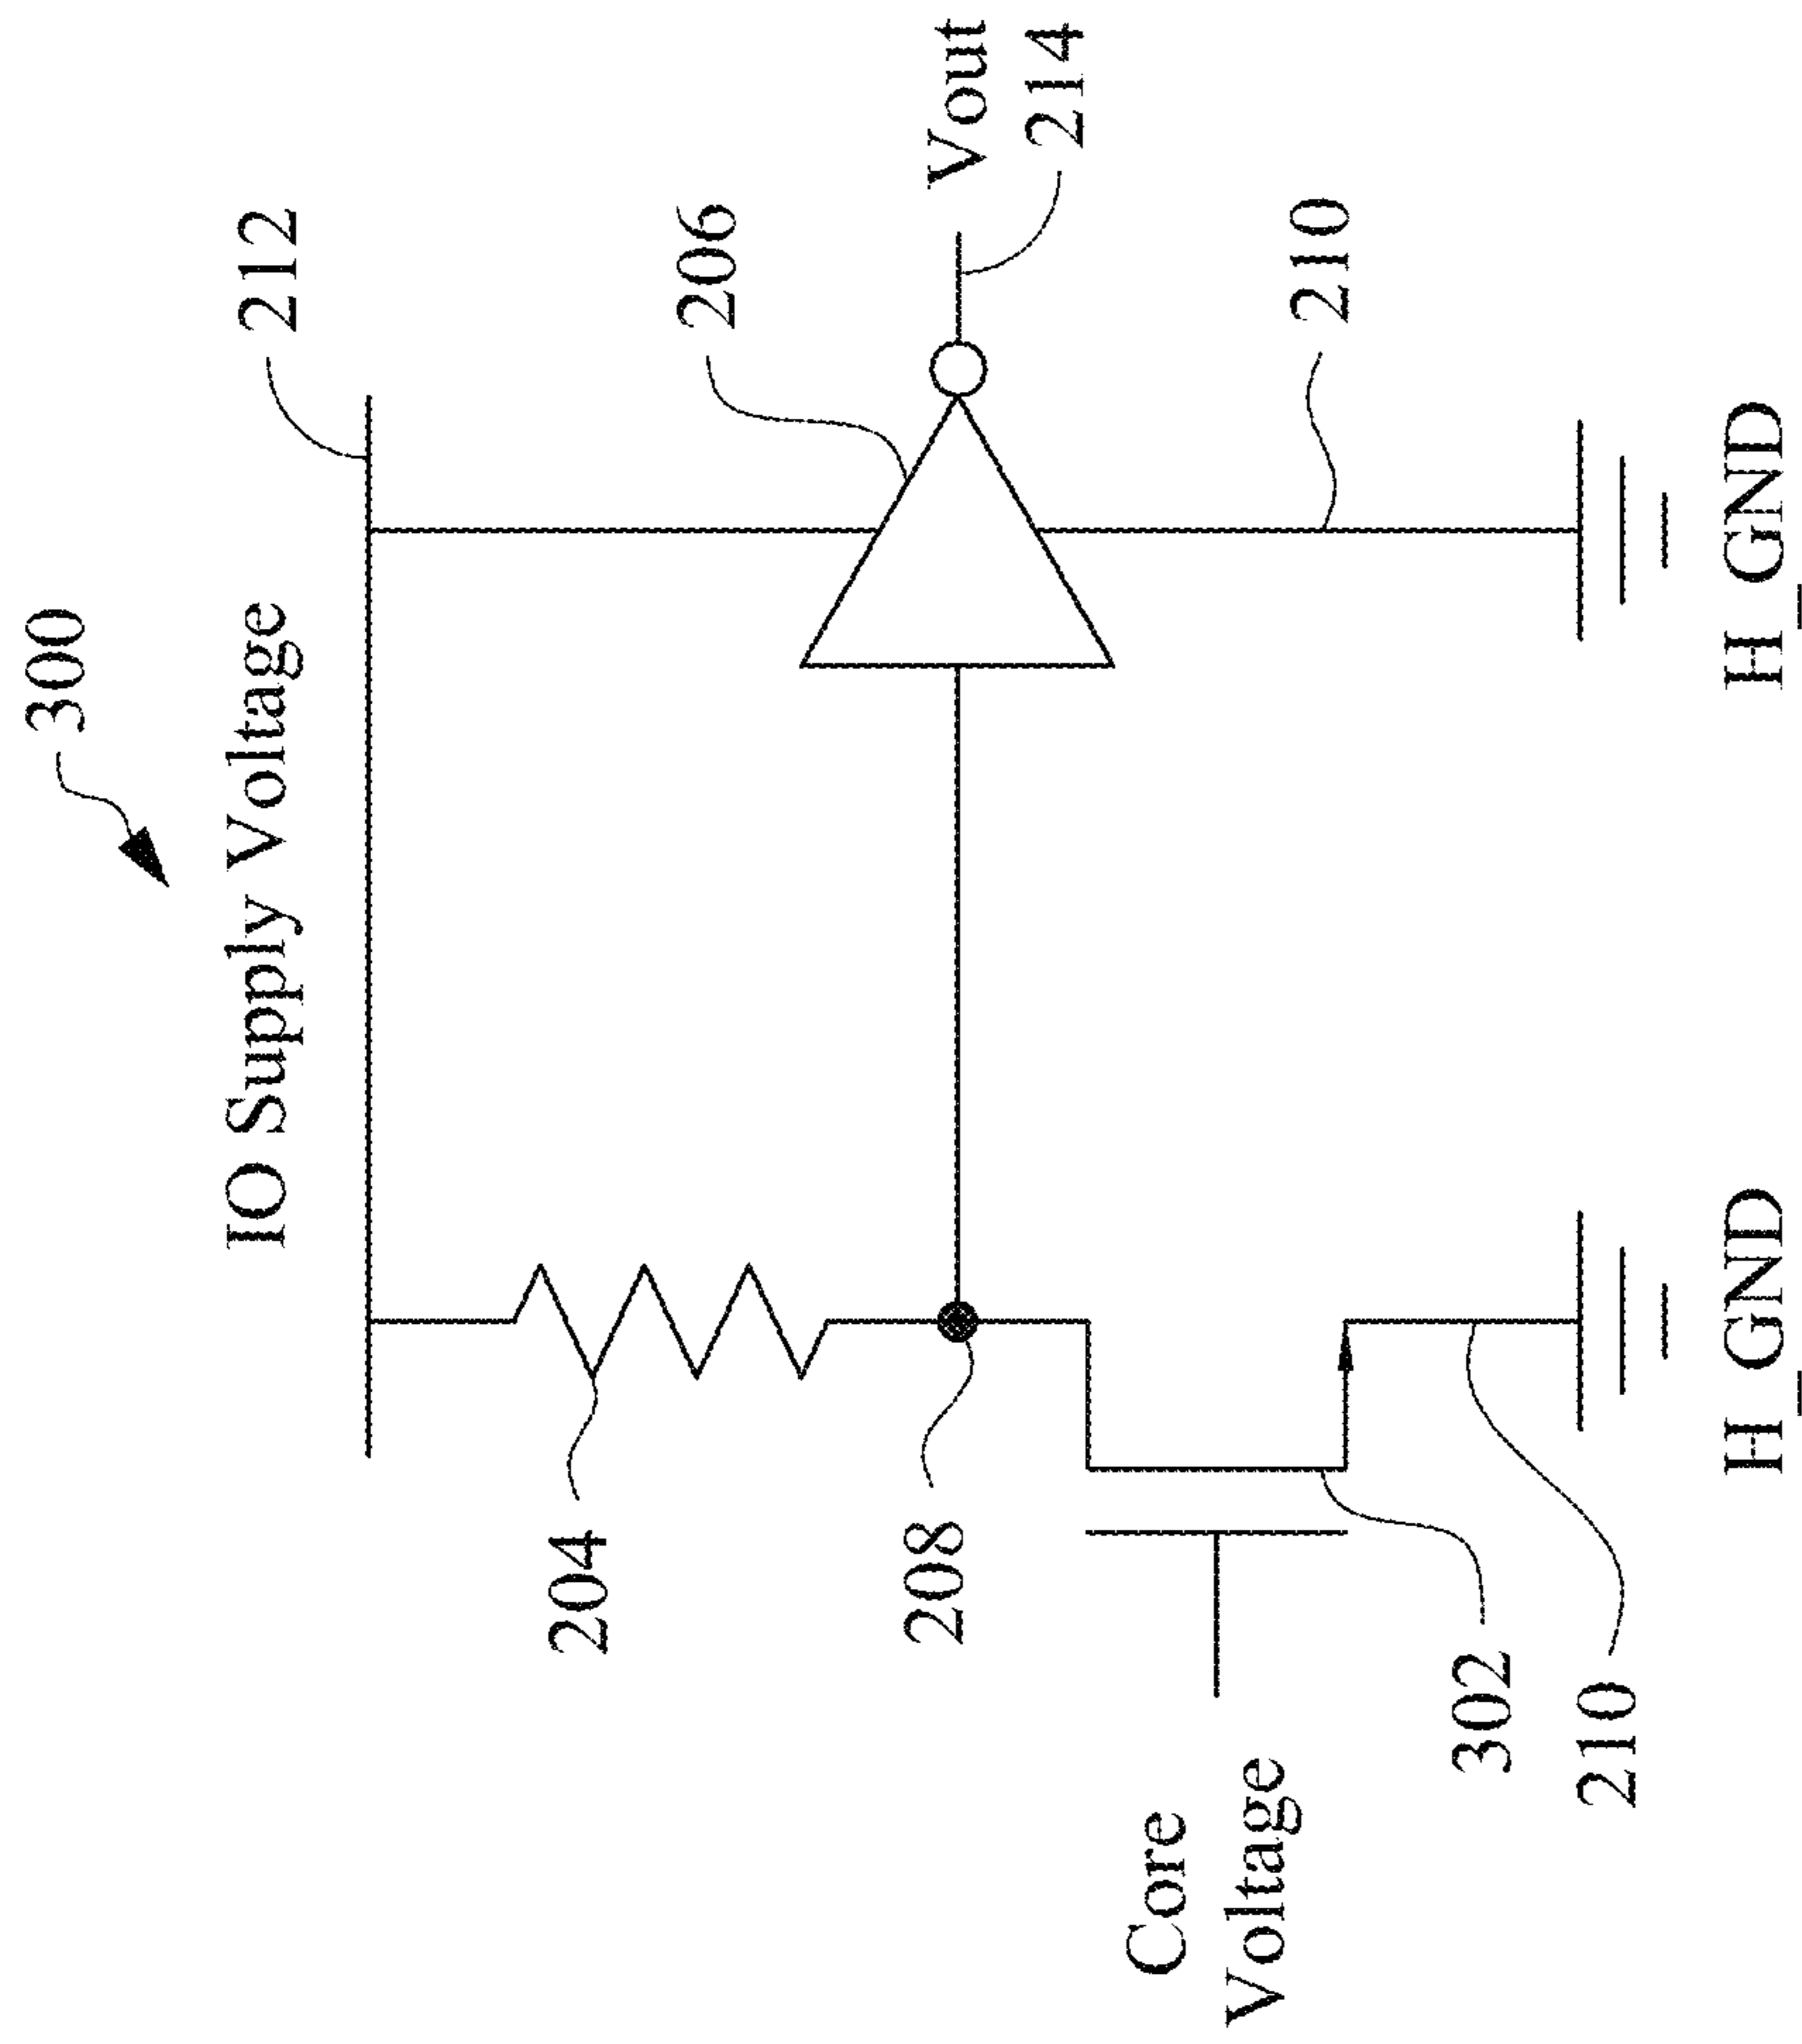 300
IO Supply Voltage
212
204
206
208
Vout
214
Core
Voltage
302
210
210
H_GND
H_GND